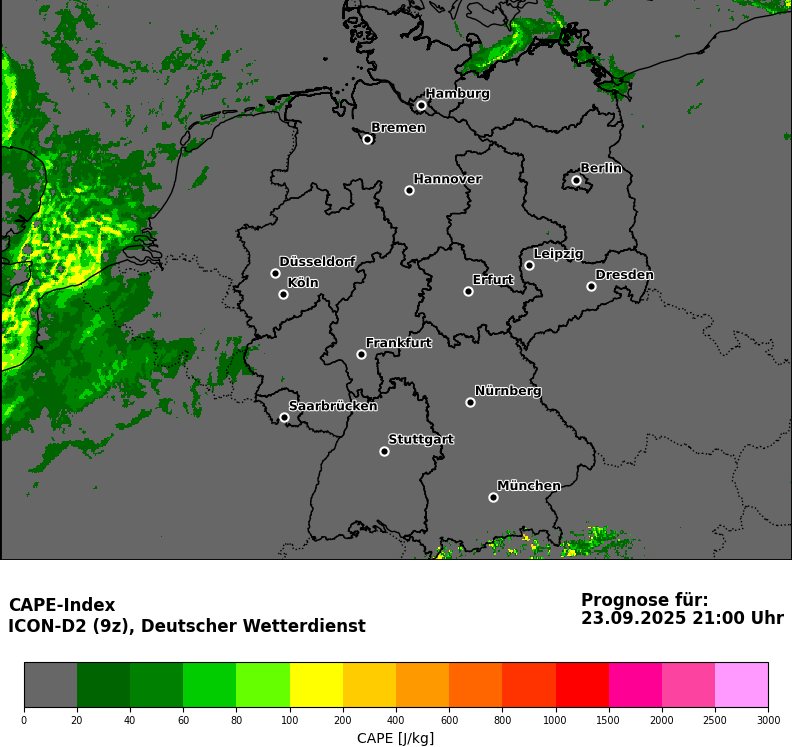 Hamburg
Bremen
Berlin
Hannover
Leipzig
Düsseldorf
Dresden
Köln
Erfurt
Frankfurt
Nürnberg
Saarbrücken
Stuttgart
München
CAPE-Index
ICON-D2 (9z), Deutscher Wetterdienst
Prognose für:
23.09.2025 21:00 Uhr
0 20 40 60 80 100 200 400 600 800 1000 1500 2000 2500 3000
CAPE [J/kg]